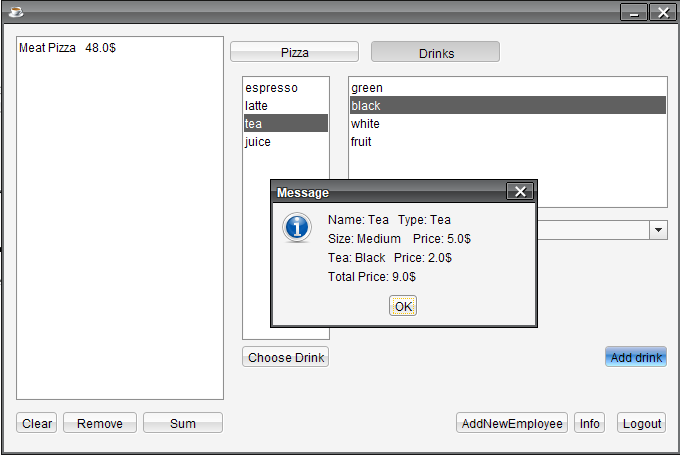 Meat Pizza 48.0$
Pizza
Drinks
espresso
latte
tea
juice
green
black
white
fruit
Message
Name: Tea Type: Tea
Size: Medium Price: 5.0$
Tea: Black Price: 2.0$
Total Price: 9.0$
OK
Choose Drink
Add drink
Clear
Remove
Sum
AddNewEmployee
Info
Logout